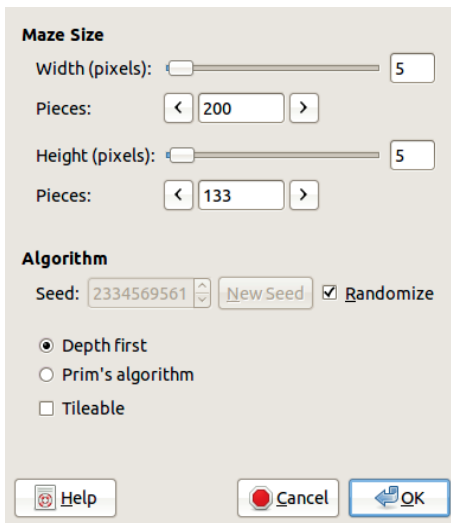 Maze Size
Width (pixels): 5
Pieces: < 200 >
Height (pixels): 5
Pieces: < 133 >
Algorithm
Seed: 2334569561 New Seed Randomize
Depth first
Prim's algorithm
Tileable
Help Cancel OK